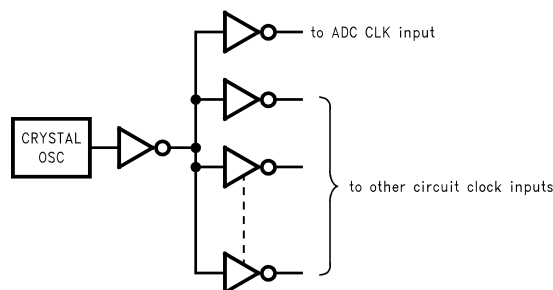 to ADC CLK input
CRYSTAL
OSC
to other circuit clock inputs